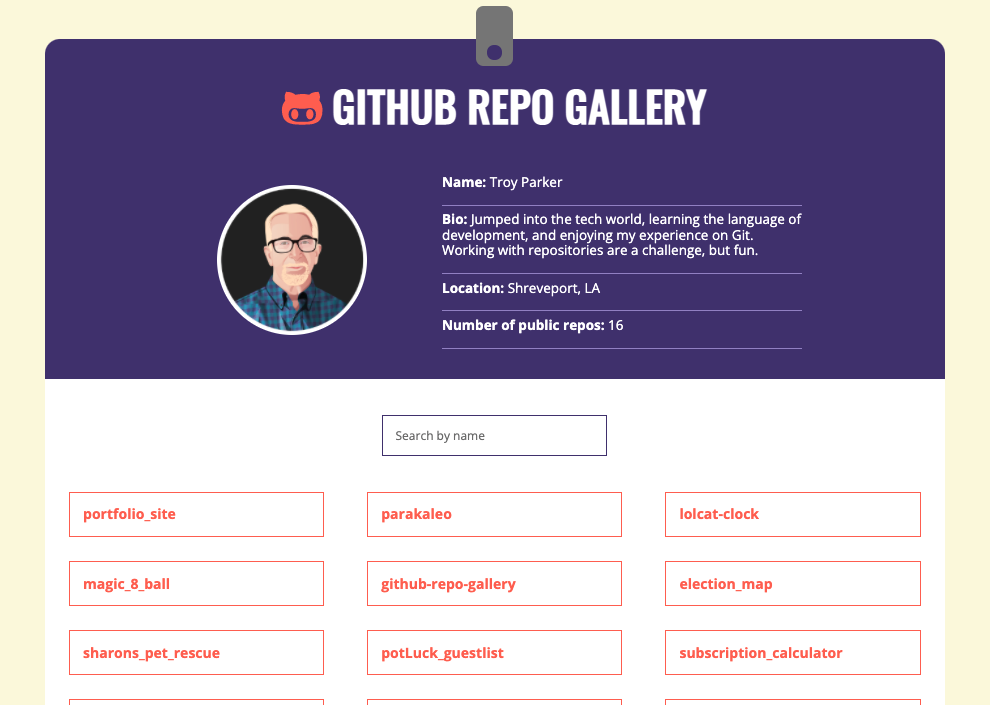 GITHUB REPO GALLERY
Name: Troy Parker
Bio: Jumped into the tech world, learning the language of
development, and enjoying my experience on Git.
Working with repositories are a challenge, but fun.
Location: Shreveport, LA
Number of public repos: 16
Search by name
portfolio_site
parakaleo
lolcat-clock
magic_8_ball
github-repo-gallery
election_map
sharons_pet_rescue
potLuck_guestlist
subscription_calculator